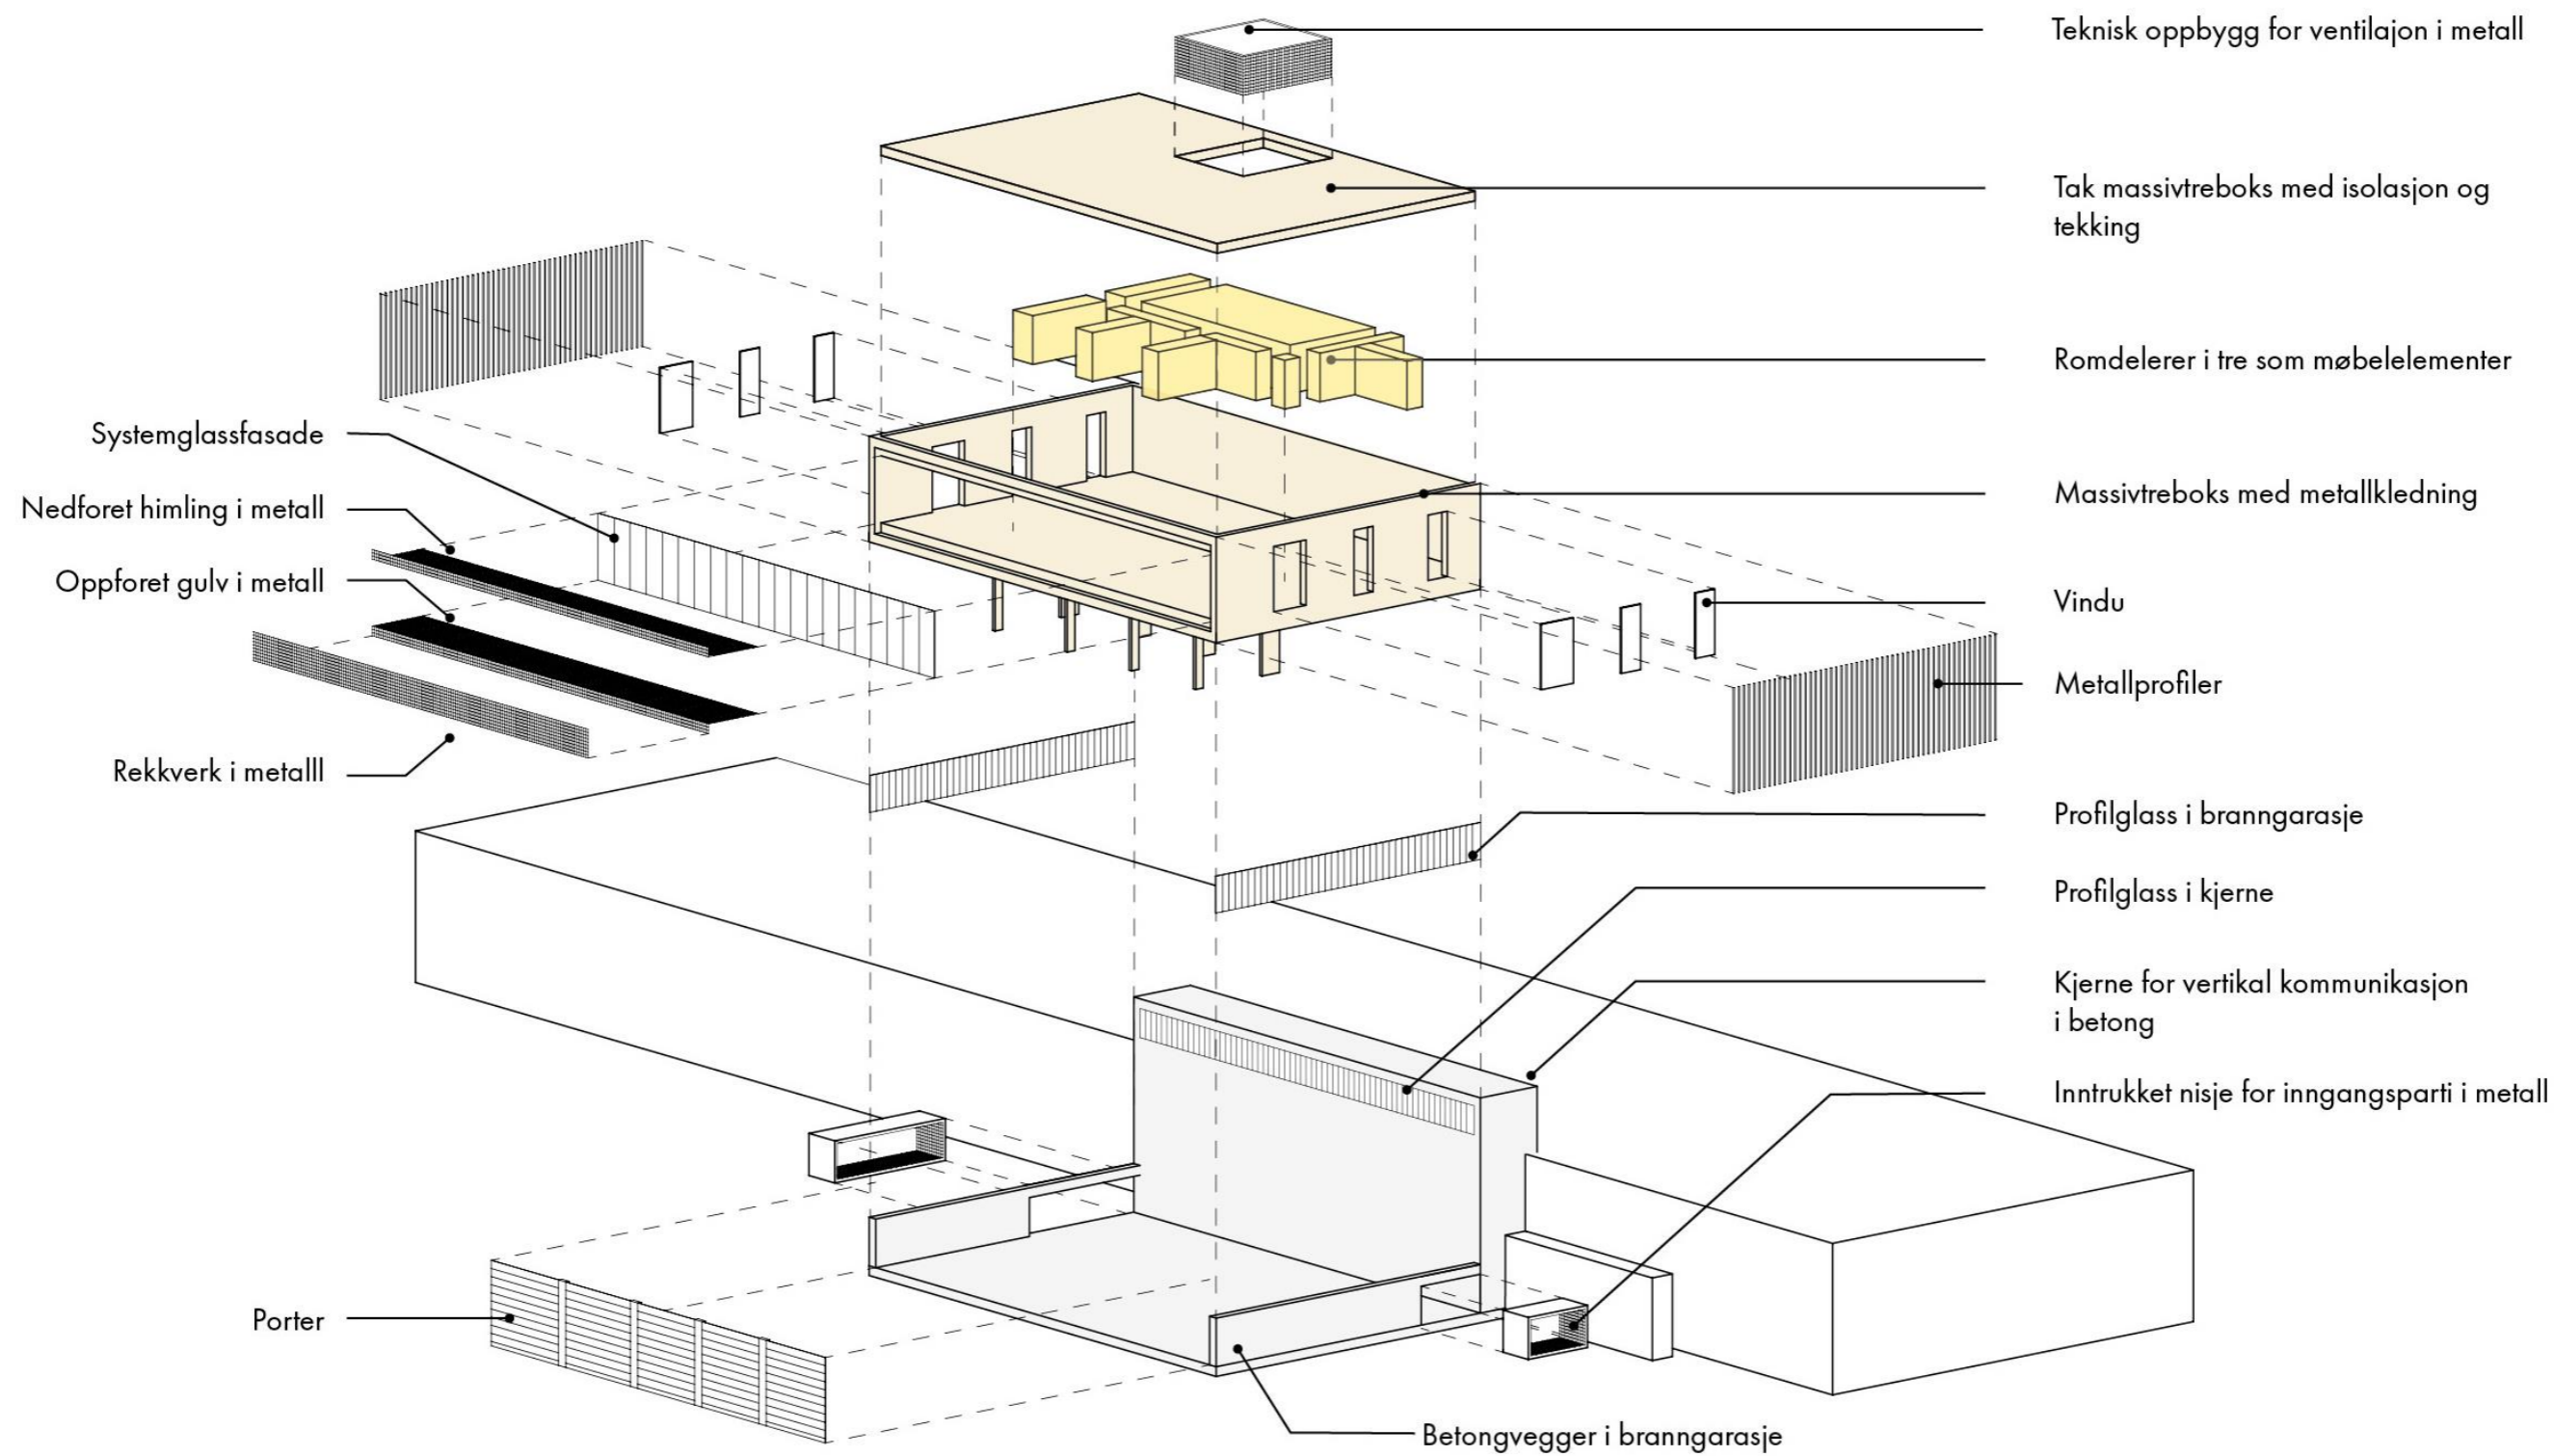 Teknisk oppbygg for ventilajon i metall
Tak massivtreboks med isolasjon og
tekking
Romdelerer i tre som møbelelementer
Systemglassfasade
Massivtreboks med metallkledning
Nedforet himling i metall
Oppforet gulv i metall
Vindu
Metallprofiler
Rekkverk i metalll
Profilglass i branngarasje
Profilglass i kjerne
Kjerne for vertikal kommunikasjon
i betong
Inntrukket nisje for inngangsparti i metall
Porter
Betongvegger i branngarasje